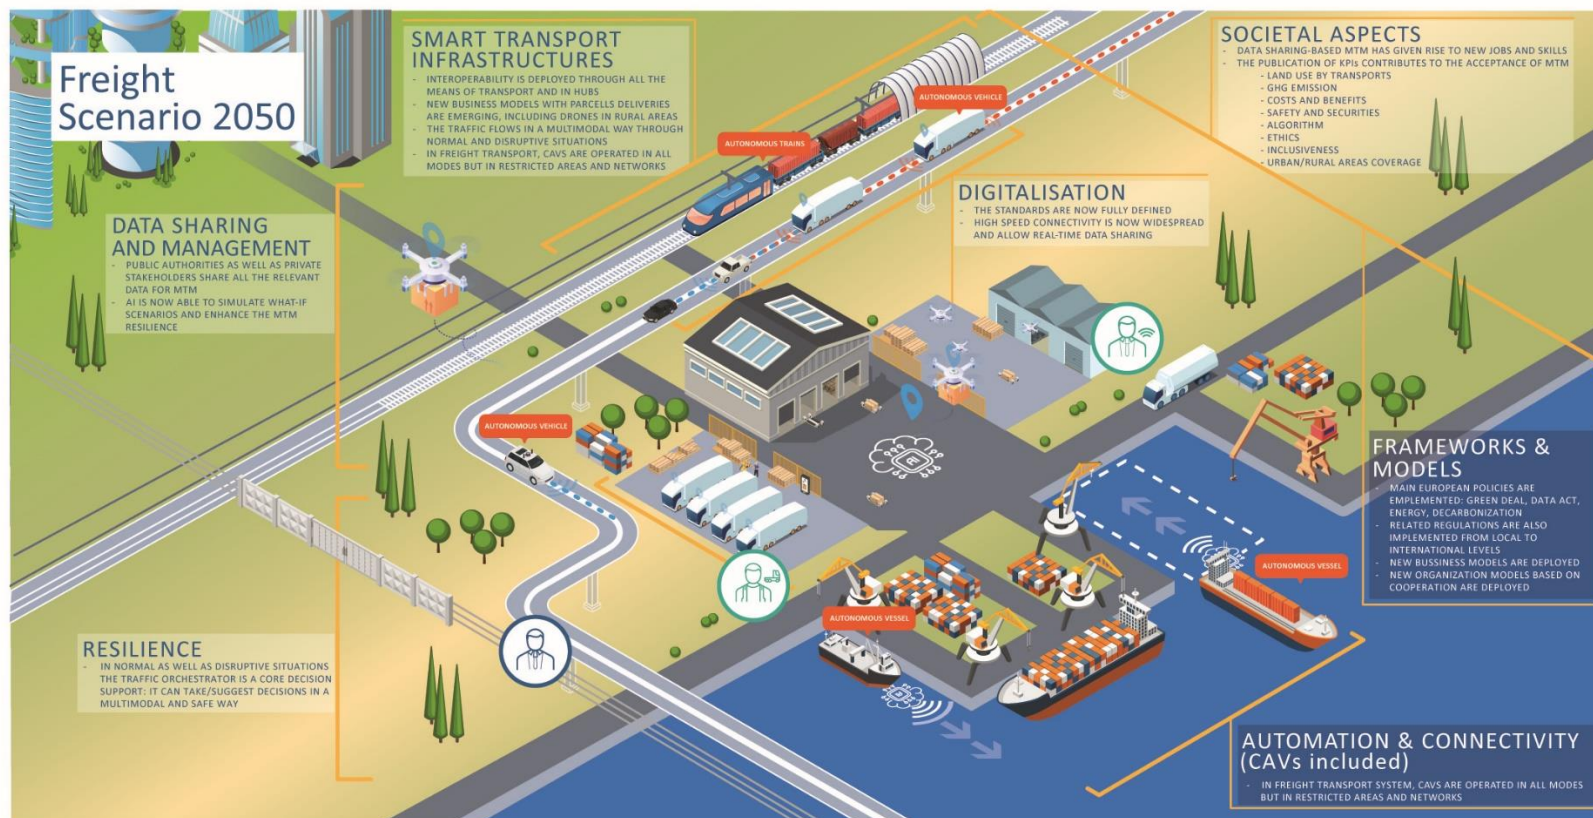 Freight
Scenario 2050
SMART TRANSPORT
INFRASTRUCTURES
- INTEROPERABILITY IS DEPLOYED THROUGH ALL THE
MEANS OF TRANSPORT AND IN HUBS
- NEW BUSINESS MODELS WITH PARCELLS DELIVERIES
ARE EMERGING, INCLUDING DRONES IN RURAL AREAS
- THE TRAFFIC FLOWS IN A MULTIMODAL WAY THROUGH
NORMAL AND DISRUPTIVE SITUATIONS
- IN FREIGHT TRANSPORT, CAVS ARE OPERATED IN ALL
MODES BUT IN RESTRICTED AREAS AND NETWORKS
SOCIETAL ASPECTS
- DATA SHARING-BASED MTM HAS GIVEN RISE TO NEW JOBS AND SKILLS
- THE PUBLICATION OF KPIs CONTRIBUTES TO THE ACCEPTANCE OF MTM
- LAND USE BY TRANSPORTS
- GHG EMISSION
- COSTS AND BENEFITS
- SAFETY AND SECURITIES
- ALGORITHM
- ETHICS
- INCLUSIVENESS
- URBAN/RURAL AREAS COVERAGE
AUTONOMOUS VEHICLE
AUTONOMOUS TRAINS
DIGITALISATION
- THE STANDARDS ARE NOW FULLY DEFINED
- HIGH SPEED CONNECTIVITY IS NOW WIDESPREAD
AND ALLOW REAL-TIME DATA SHARING
DATA SHARING
AND MANAGEMENT
- PUBLIC AUTHORITIES AS WELL AS PRIVATE
STAKEHOLDERS SHARE ALL THE RELEVANT
DATA FOR MTM
- AI IS NOW ABLE TO SIMULATE WHAT-IF
SCENARIOS AND ENHANCE THE MTM
RESILIENCE
AUTONOMOUS VEHICLE
AI
FRAMEWORKS &
MODELS
- MAIN EUROPEAN POLICIES ARE
EMPLEMENTED: GREEN DEAL, DATA ACT,
ENERGY, DECARBONIZATION
- RELATED REGULATIONS ARE ALSO
IMPLEMENTED FROM LOCAL TO
INTERNATIONAL LEVELS
- NEW BUSSINESS MODELS ARE DEPLOYED
- NEW ORGANIZATION MODELS BASED ON
COOPERATION ARE DEPLOYED
AUTONOMOUS VESSEL
AUTONOMOUS VESSEL
RESILIENCE
- IN NORMAL AS WELL AS DISRUPTIVE SITUATIONS
THE TRAFFIC ORCHESTRATOR IS A CORE DECISION
SUPPORT: IT CAN TAKE/SUGGEST DECISIONS IN A
MULTIMODAL AND SAFE WAY
AUTOMATION & CONNECTIVITY
(CAVs included)
- IN FREIGHT TRANSPORT SYSTEM, CAVS ARE OPERATED IN ALL MODES
BUT IN RESTRICTED AREAS AND NETWORKS